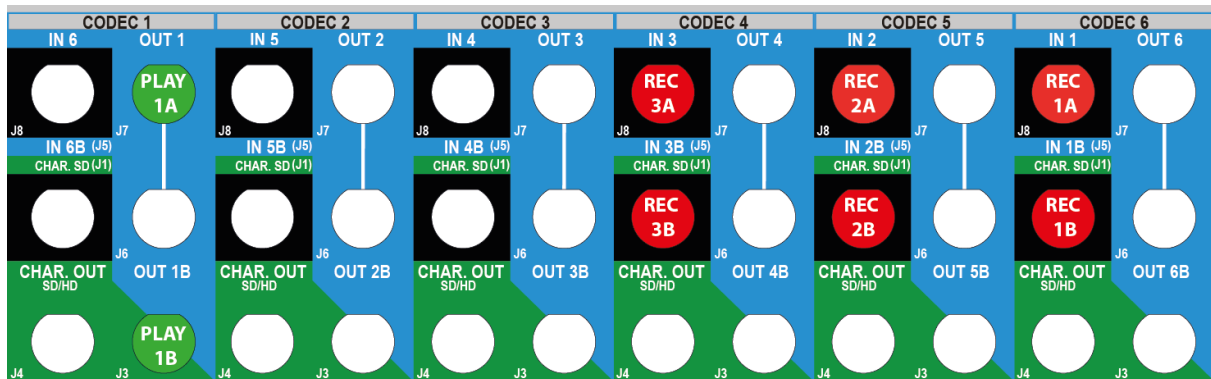 CODEC 1 CODEC 2 CODEC 3 CODEC 4 CODEC 5 CODEC 6
IN 6 OUT 1 IN 5 OUT 2 IN 4 OUT 3 IN 3 OUT 4 IN 2 OUT 5 IN 1 OUT 6
PLAY REC REC REC
1A 3A 2A 1A
J8 J7 J8 J7 J8 J7 J8 J7 J8 J7 J8 J7
IN 6B (J5) IN 5B (J5) IN 4B (J5) IN 3B (J5) IN 2B (J5) IN 1B (J5)
CHAR. SD (J1) CHAR. SD (J1) CHAR. SD (J1) CHAR. SD (J1) CHAR. SD (J1) CHAR. SD (J1)
REC REC REC
3B 2B 1B
J6 J6 J6 J6 J6 J6
CHAR. OUT OUT 1B CHAR. OUT OUT 2B CHAR. OUT OUT 3B CHAR. OUT OUT 4B CHAR. OUT OUT 5B CHAR. OUT OUT 6B
SD/HD SD/HD SD/HD SD/HD SD/HD SD/HD
PLAY
1B
J4 J3 J4 J3 J4 J3 J4 J3 J4 J3 J4 J3